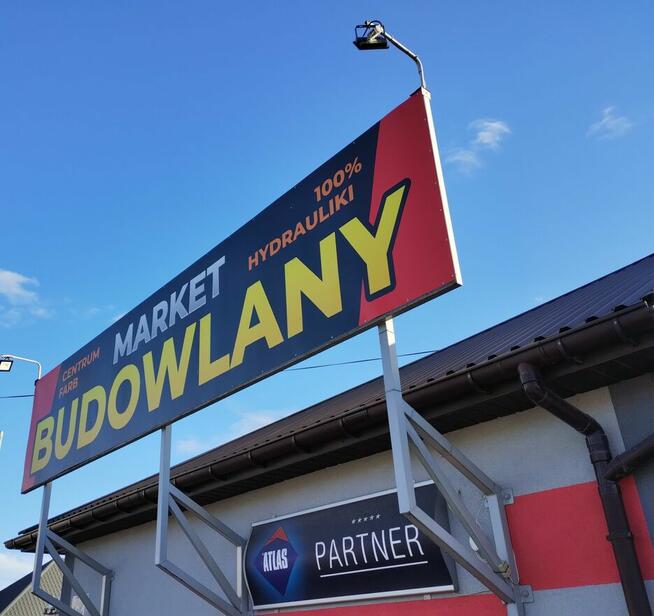 CENTRUM
FARB
MARKET
100%
HYDRAULIKI
BUDOWLANY
ATLAS
PARTNER